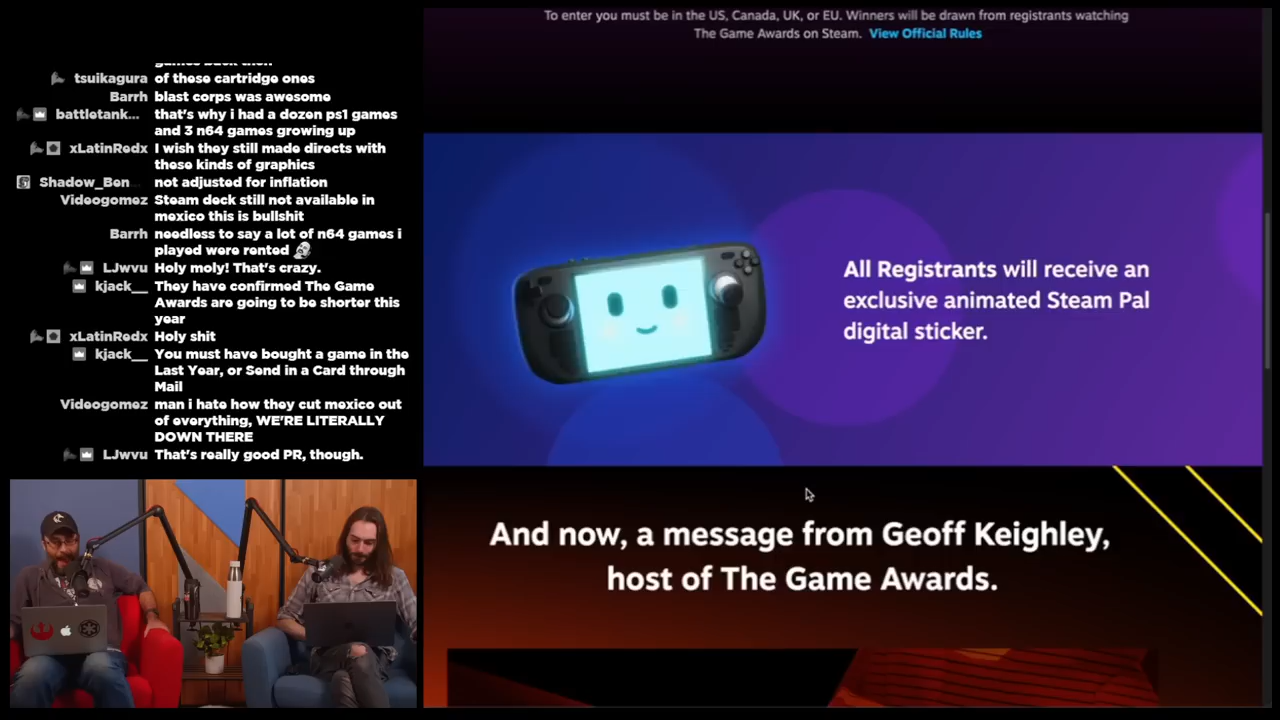 To enter you must be in the US, Canada, UK, or EU. Winners will be drawn from registrants watching
The Game Awards on Steam. View Official Rules
tsuikagura of these cartridge ones
Barrh blast corps was awesome
battletank... that's why i had a dozen ps1 games
and 3 n64 games growing up
xLatinRedx I wish they still made directs with
these kinds of graphics
Shadow_Ben not adjusted for inflation
Videogomez Steam deck still not available in
mexico this is bullshit
Barrh needless to say a lot of n64 games i
played were rented
LJwvu Holy moly! That's crazy.
kjack__ They have confirmed The Game
Awards are going to be shorter this
year
xLatinRedx Holy shit
kjack__ You must have bought a game in the
Last Year, or Send in a Card through
Mail
Videogomez man i hate how they cut mexico out
of everything, WE'RE LITERALLY
DOWN THERE
LJwvu That's really good PR, though.
All Registrants will receive an
exclusive animated Steam Pal
digital sticker.
And now, a message from Geoff Keighley,
host of The Game Awards.